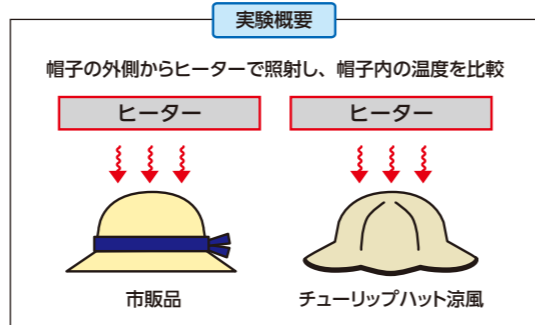 実験概要
帽子の外側からヒーターで照射し、帽子内の温度を比較
ヒーター
ヒーター
市販品
チューリップハット涼風